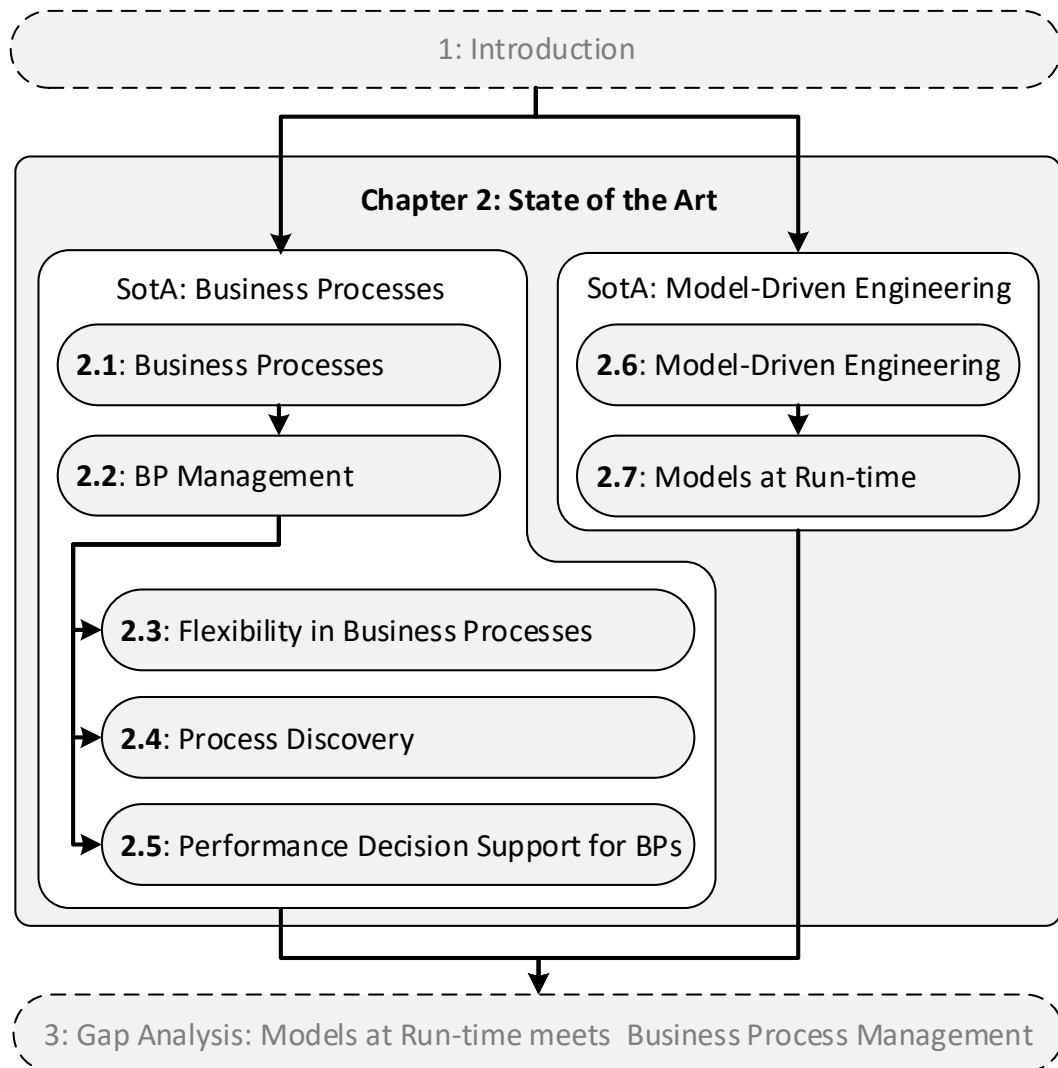 1: Introduction
Chapter 2: State of the Art
SotA: Business Processes
2.1: Business Processes
2.2: BP Management
2.3: Flexibility in Business Processes
2.4: Process Discovery
2.5: Performance Decision Support for BPs
SotA: Model-Driven Engineering
2.6: Model-Driven Engineering
2.7: Models at Run-time
3: Gap Analysis: Models at Run-time meets  Business Process Management